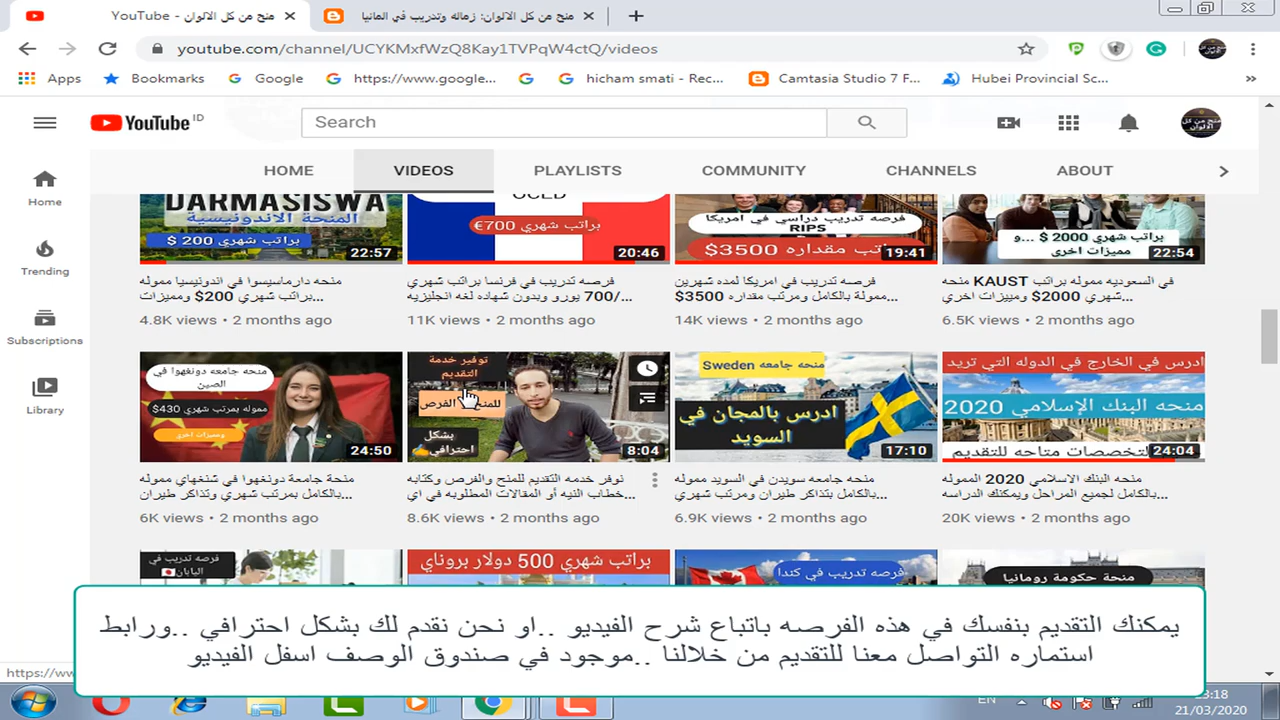 منح من كل الالوان - YouTube
منحه من كل الالوان: زماله وتدريب في المانيا
youtube.com/channel/UCYKMxfWzQ8Kay1TVPqW4ctQ/videos
Apps
Bookmarks
Google
https://www.google...
hicham smati - Rec...
Camtasia Studio 7 F...
Hubei Provincial Sc...
»
YouTube ID
Search
HOME
VIDEOS
PLAYLISTS
COMMUNITY
CHANNELS
ABOUT
Home
Trending
Subscriptions
Library
DARMASISWA
المنحة الاندونيسية
براتب شهري 200 $
22:57
براتب شهري 700€
20:46
فرصه تدريب دراسي في امريكا
RIPS
راتب مقداره 3500$
19:41
براتب شهري 2000 $ ...و
مميزات اخرى
22:54
منحه دارماسيسوا في اندونيسيا مموله
براتب شهري 200$ ومميزات...
4.8K views • 2 months ago
فرصه تدريب في فرنسا براتب شهري
700/ يورو وبدون شهاده لغه انجليزيه...
11K views • 2 months ago
فرصه تدريب في امريكا لمده شهرين
ممولة بالكامل ومرتب مقداره 3500$...
14K views • 2 months ago
منحه KAUST في السعوديه مموله براتب
شهري 2000$ ومميزات اخري...
6.5K views • 2 months ago
منحه جامعه دونغهوا في
الصين
مموله بمرتب شهري 430$
ومميزات اخرى
24:50
توفير خدمة
التقديم
للمنح والفرص
بشكل
احترافي
8:04
منحه جامعه Sweden
ادرس بالمجان في
السويد
17:10
ادرس في الخارج في الدوله التي تريد
منحه البنك الإسلامي 2020
التخصصات متاحه للتقديم
24:04
منحة جامعة دونغهوا في شنغهاي مموله
بالكامل بمرتب شهري وتذاكر طيران...
6K views • 2 months ago
نوفر خدمه التقديم للمنح والفرص وكتابه
خطاب النيه أو المقالات المطلوبه في اي...
8.6K views • 2 months ago
منحه جامعه سويدن في السويد مموله
بالكامل بتذاكر طيران ومرتب شهري...
6.9K views • 2 months ago
منحه البنك الاسلامي 2020 المموله
بالكامل لجميع المراحل ويمكنك الدراسه...
20K views • 2 months ago
فرصه تدريب في
اليابان
براتب شهري 500 دولار بروناي
فرصه تدريب في كندا
منحة حكومة رومانيا
يمكنك التقديم بنفسك في هذه الفرصه باتباع شرح الفيديو ..او نحن نقدم لك بشكل احترافي ..ورابط
استماره التواصل معنا للتقديم من خلالنا ..موجود في صندوق الوصف اسفل الفيديو
https://ww
EN
21/03/2020